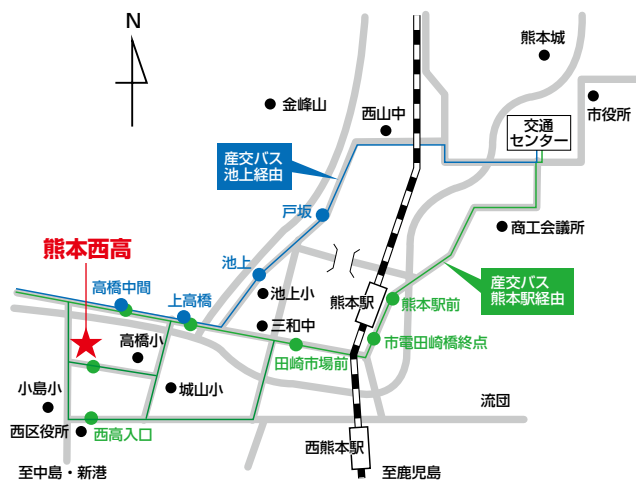 N
熊本城
金峰山
西山中
市役所
交通
センター
産交バス
池上経由
戸坂
商工会議所
熊本西高
池上
高橋中間
上高橋
池上小
熊本駅
熊本駅前
産交バス
熊本駅経由
三和中
高橋小
田崎市場前
市電田崎橋終点
小島小
城山小
流団
西区役所
西高入口
西熊本駅
至中島・新港
至鹿児島